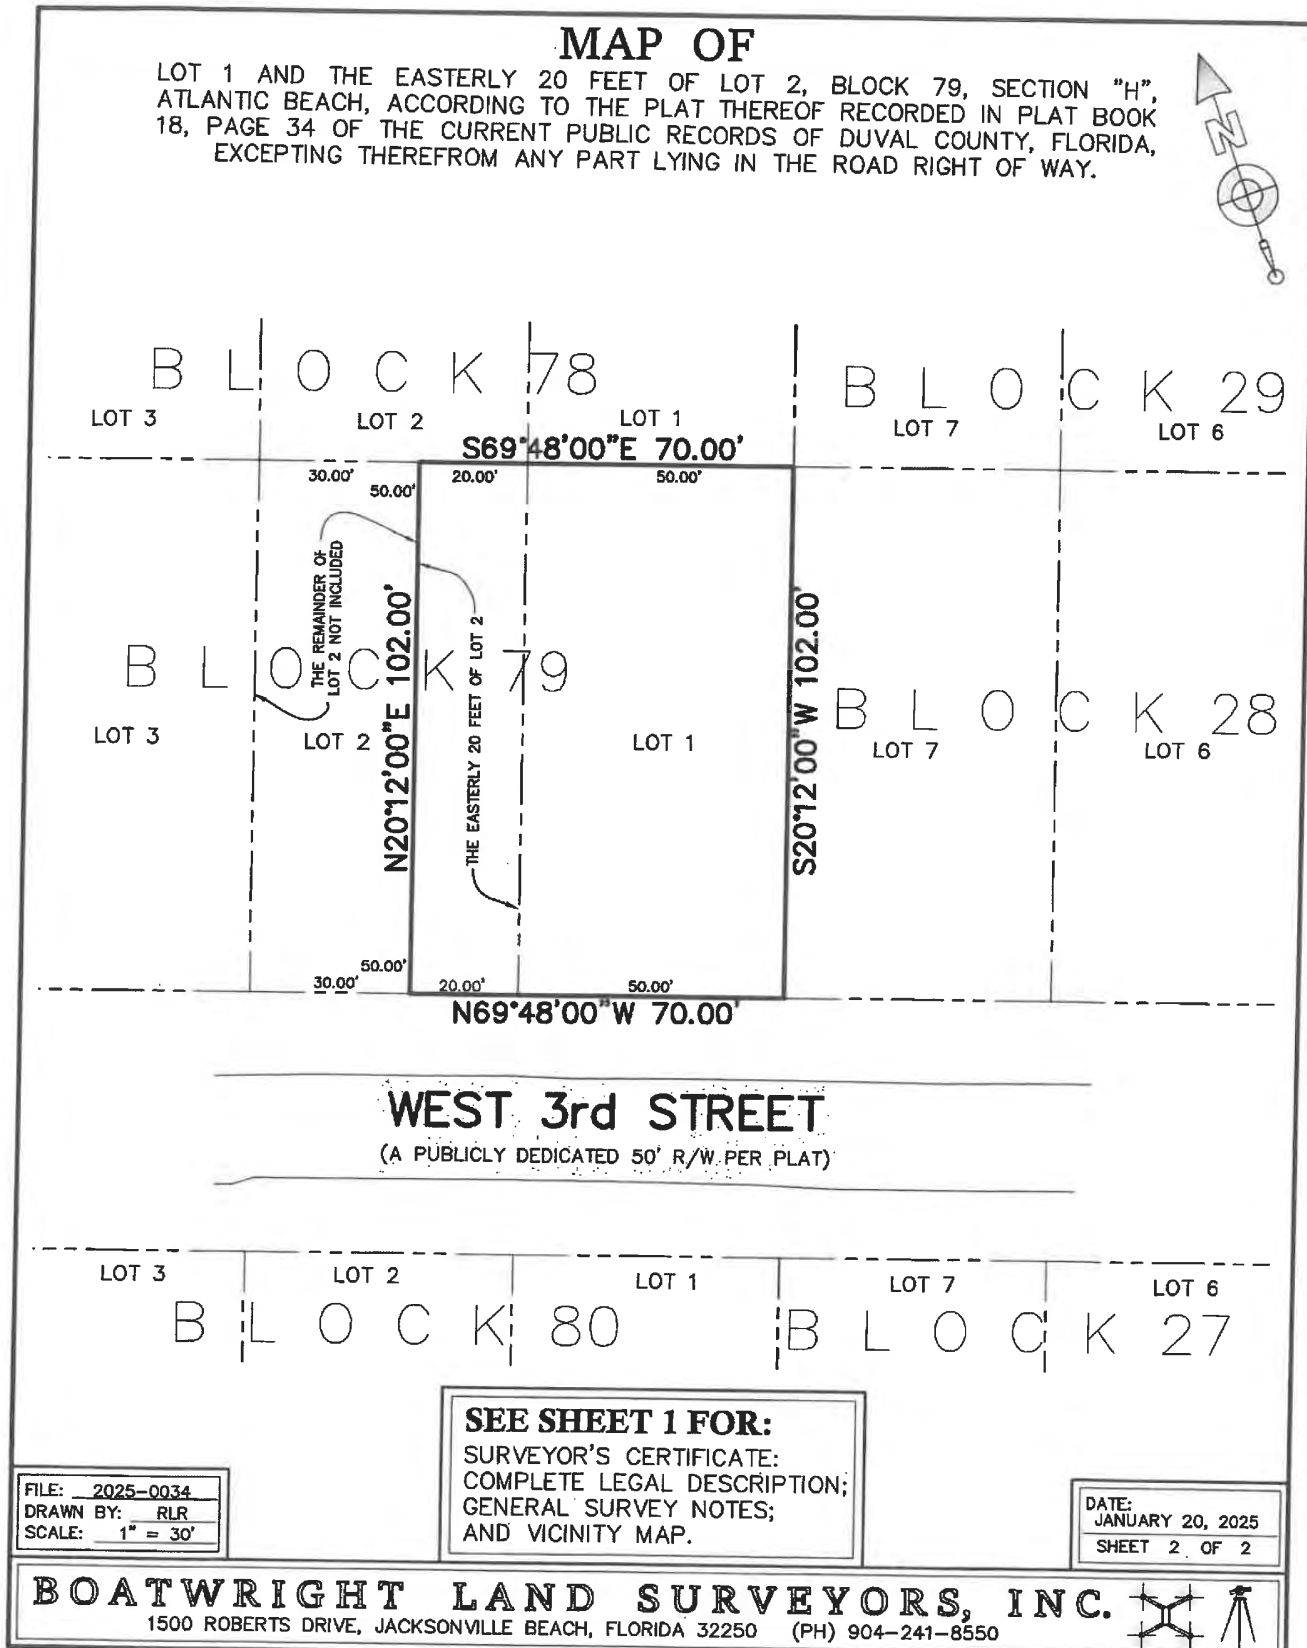 MAP OF
LOT 1 AND THE EASTERLY 20 FEET OF LOT 2, BLOCK 79, SECTION "H",
ATLANTIC BEACH, ACCORDING TO THE PLAT THEREOF RECORDED IN PLAT BOOK
18, PAGE 34 OF THE CURRENT PUBLIC RECORDS OF DUVAL COUNTY, FLORIDA,
EXCEPTING THEREFROM ANY PART LYING IN THE ROAD RIGHT OF WAY.
N
BLOCK 78
BLOCK 29
LOT 3
LOT 2
LOT 1
LOT 7
LOT 6
S69°48'00"E 70.00'
30.00'
50.00'
20.00'
50.00'
THE REMAINDER OF
LOT 2 NOT INCLUDED
N20°12'00"E 102.00'
THE EASTERLY 20 FEET OF LOT 2
S20°12'00"W 102.00'
BLOCK 79
BLOCK 28
LOT 3
LOT 2
LOT 1
LOT 7
LOT 6
30.00'
50.00'
20.00'
50.00'
N69°48'00"W 70.00'
WEST 3rd STREET
(A PUBLICLY DEDICATED 50' R/W PER PLAT)
LOT 3
LOT 2
LOT 1
LOT 7
LOT 6
BLOCK 80
BLOCK 27
SEE SHEET 1 FOR:
SURVEYOR'S CERTIFICATE:
COMPLETE LEGAL DESCRIPTION;
GENERAL SURVEY NOTES;
AND VICINITY MAP.
FILE: 2025-0034
DRAWN BY: RLR
SCALE: 1" = 30'
DATE:
JANUARY 20, 2025
SHEET 2 OF 2
BOATWRIGHT LAND SURVEYORS, INC.
1500 ROBERTS DRIVE, JACKSONVILLE BEACH, FLORIDA 32250 (PH) 904-241-8550